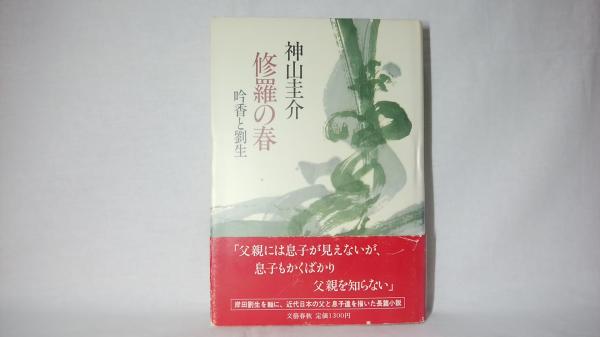 神山圭介
修羅の春
吟香と劉生
「父親には息子が見えないが、
息子もかくばかり
父親を知らない」
岸田劉生を軸に、近代日本の父と息子達を描いた長篇小説
文藝春秋 定価1300円